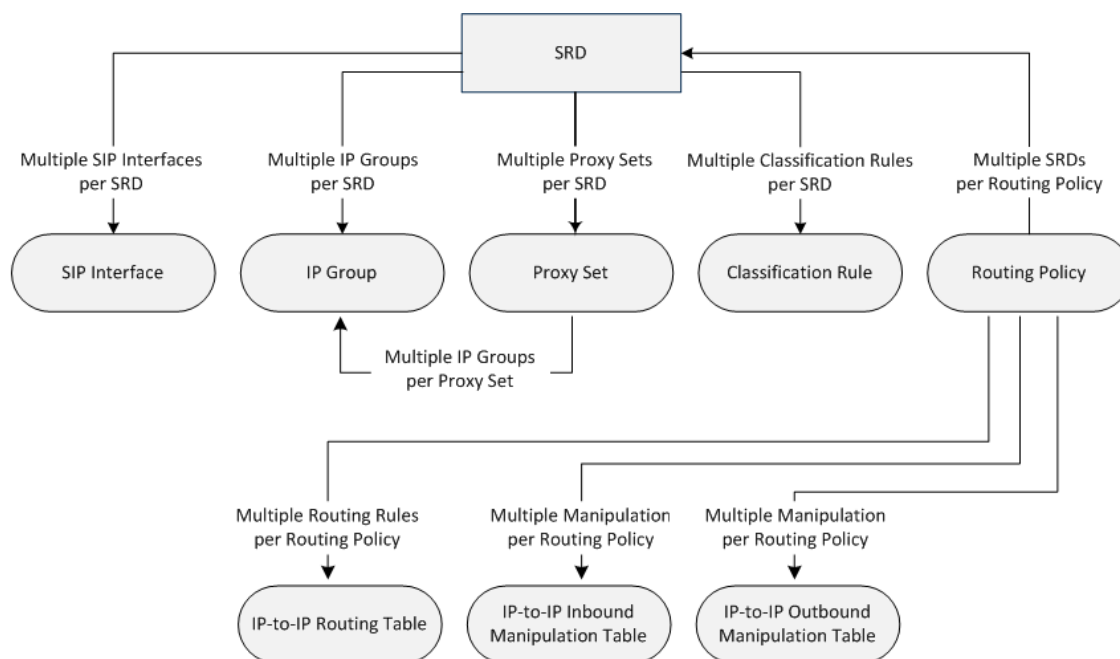 SRD
Multiple SIP Interfaces
per SRD
Multiple IP Groups
per SRD
Multiple Proxy Sets
per SRD
Multiple Classification Rules
per SRD
Multiple SRDs
per Routing Policy
SIP Interface
IP Group
Proxy Set
Classification Rule
Routing Policy
Multiple IP Groups
per Proxy Set
Multiple Routing Rules
per Routing Policy
Multiple Manipulation
per Routing Policy
Multiple Manipulation
per Routing Policy
IP-to-IP Routing Table
IP-to-IP Inbound
Manipulation Table
IP-to-IP Outbound
Manipulation Table